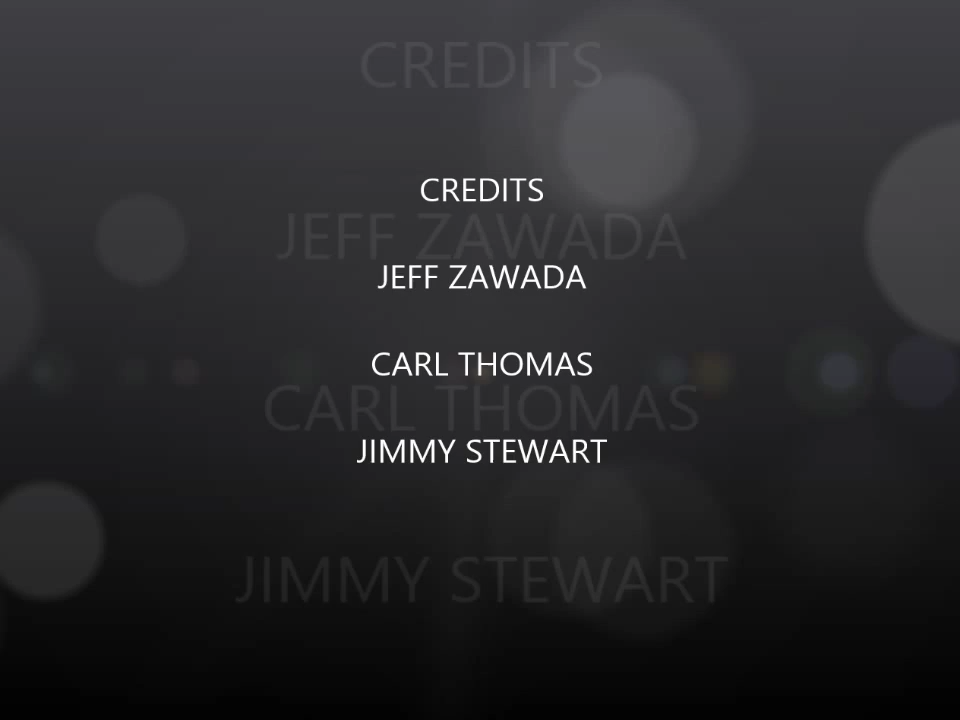 CREDITS
CREDITS
JEFF ZAWADA
JEFF ZAWADA
CARL THOMAS
CARL THOMAS
JIMMY STEWART
JIMMY STEWART